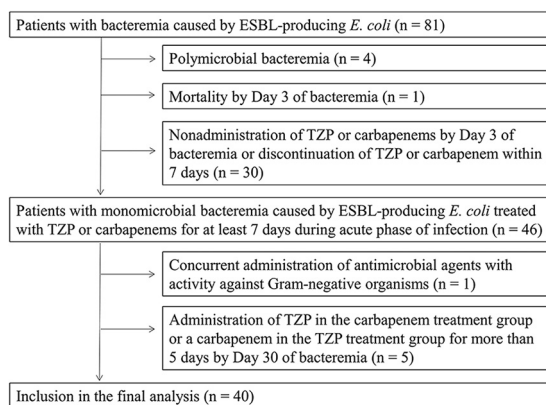 Patients with bacteremia caused by ESBL-producing E. coli (n = 81)
Polymicrobial bacteremia (n = 4)
Mortality by Day 3 of bacteremia (n = 1)
Nonadministration of TZP or carbapenems by Day 3 of
bacteremia or discontinuation of TZP or carbapenem within
7 days (n = 30)
Patients with monomicrobial bacteremia caused by ESBL-producing E. coli treated
with TZP or carbapenems for at least 7 days during acute phase of infection (n = 46)
Concurrent administration of antimicrobial agents with
activity against Gram-negative organisms (n = 1)
Administration of TZP in the carbapenem treatment group
or a carbapenem in the TZP treatment group for more than
5 days by Day 30 of bacteremia (n = 5)
Inclusion in the final analysis (n = 40)